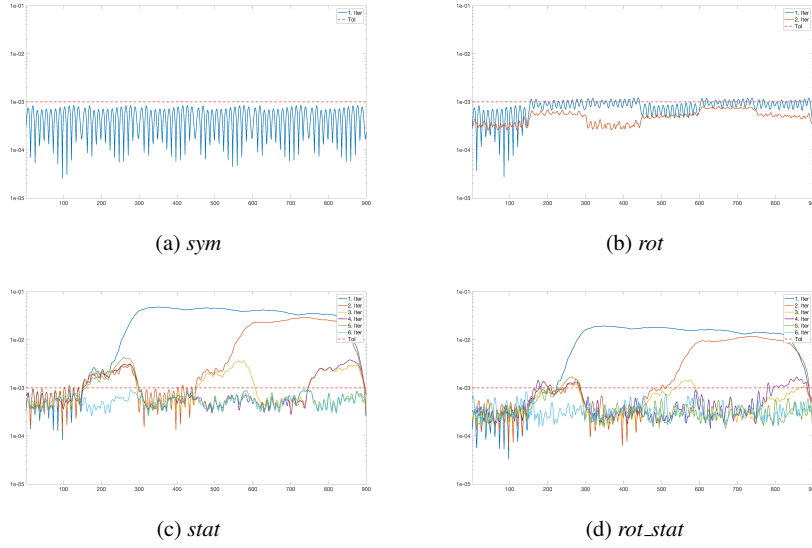 1e-01
1e-02
1e-03
1e-04
1e-05
100 200 300 400 500 600 700 800 900
1. Iter
Tol
(a) sym
1e-01
1e-02
1e-03
1e-04
1e-05
100 200 300 400 500 600 700 800 900
1. Iter
2. Iter
Tol
(b) rot
1e-01
1e-02
1e-03
1e-04
1e-05
100 200 300 400 500 600 700 800 900
1. Iter
2. Iter
3. Iter
4. Iter
5. Iter
6. Iter
Tol
(c) stat
1e-01
1e-02
1e-03
1e-04
1e-05
100 200 300 400 500 600 700 800 900
1. Iter
2. Iter
3. Iter
4. Iter
5. Iter
6. Iter
Tol
(d) rot_stat